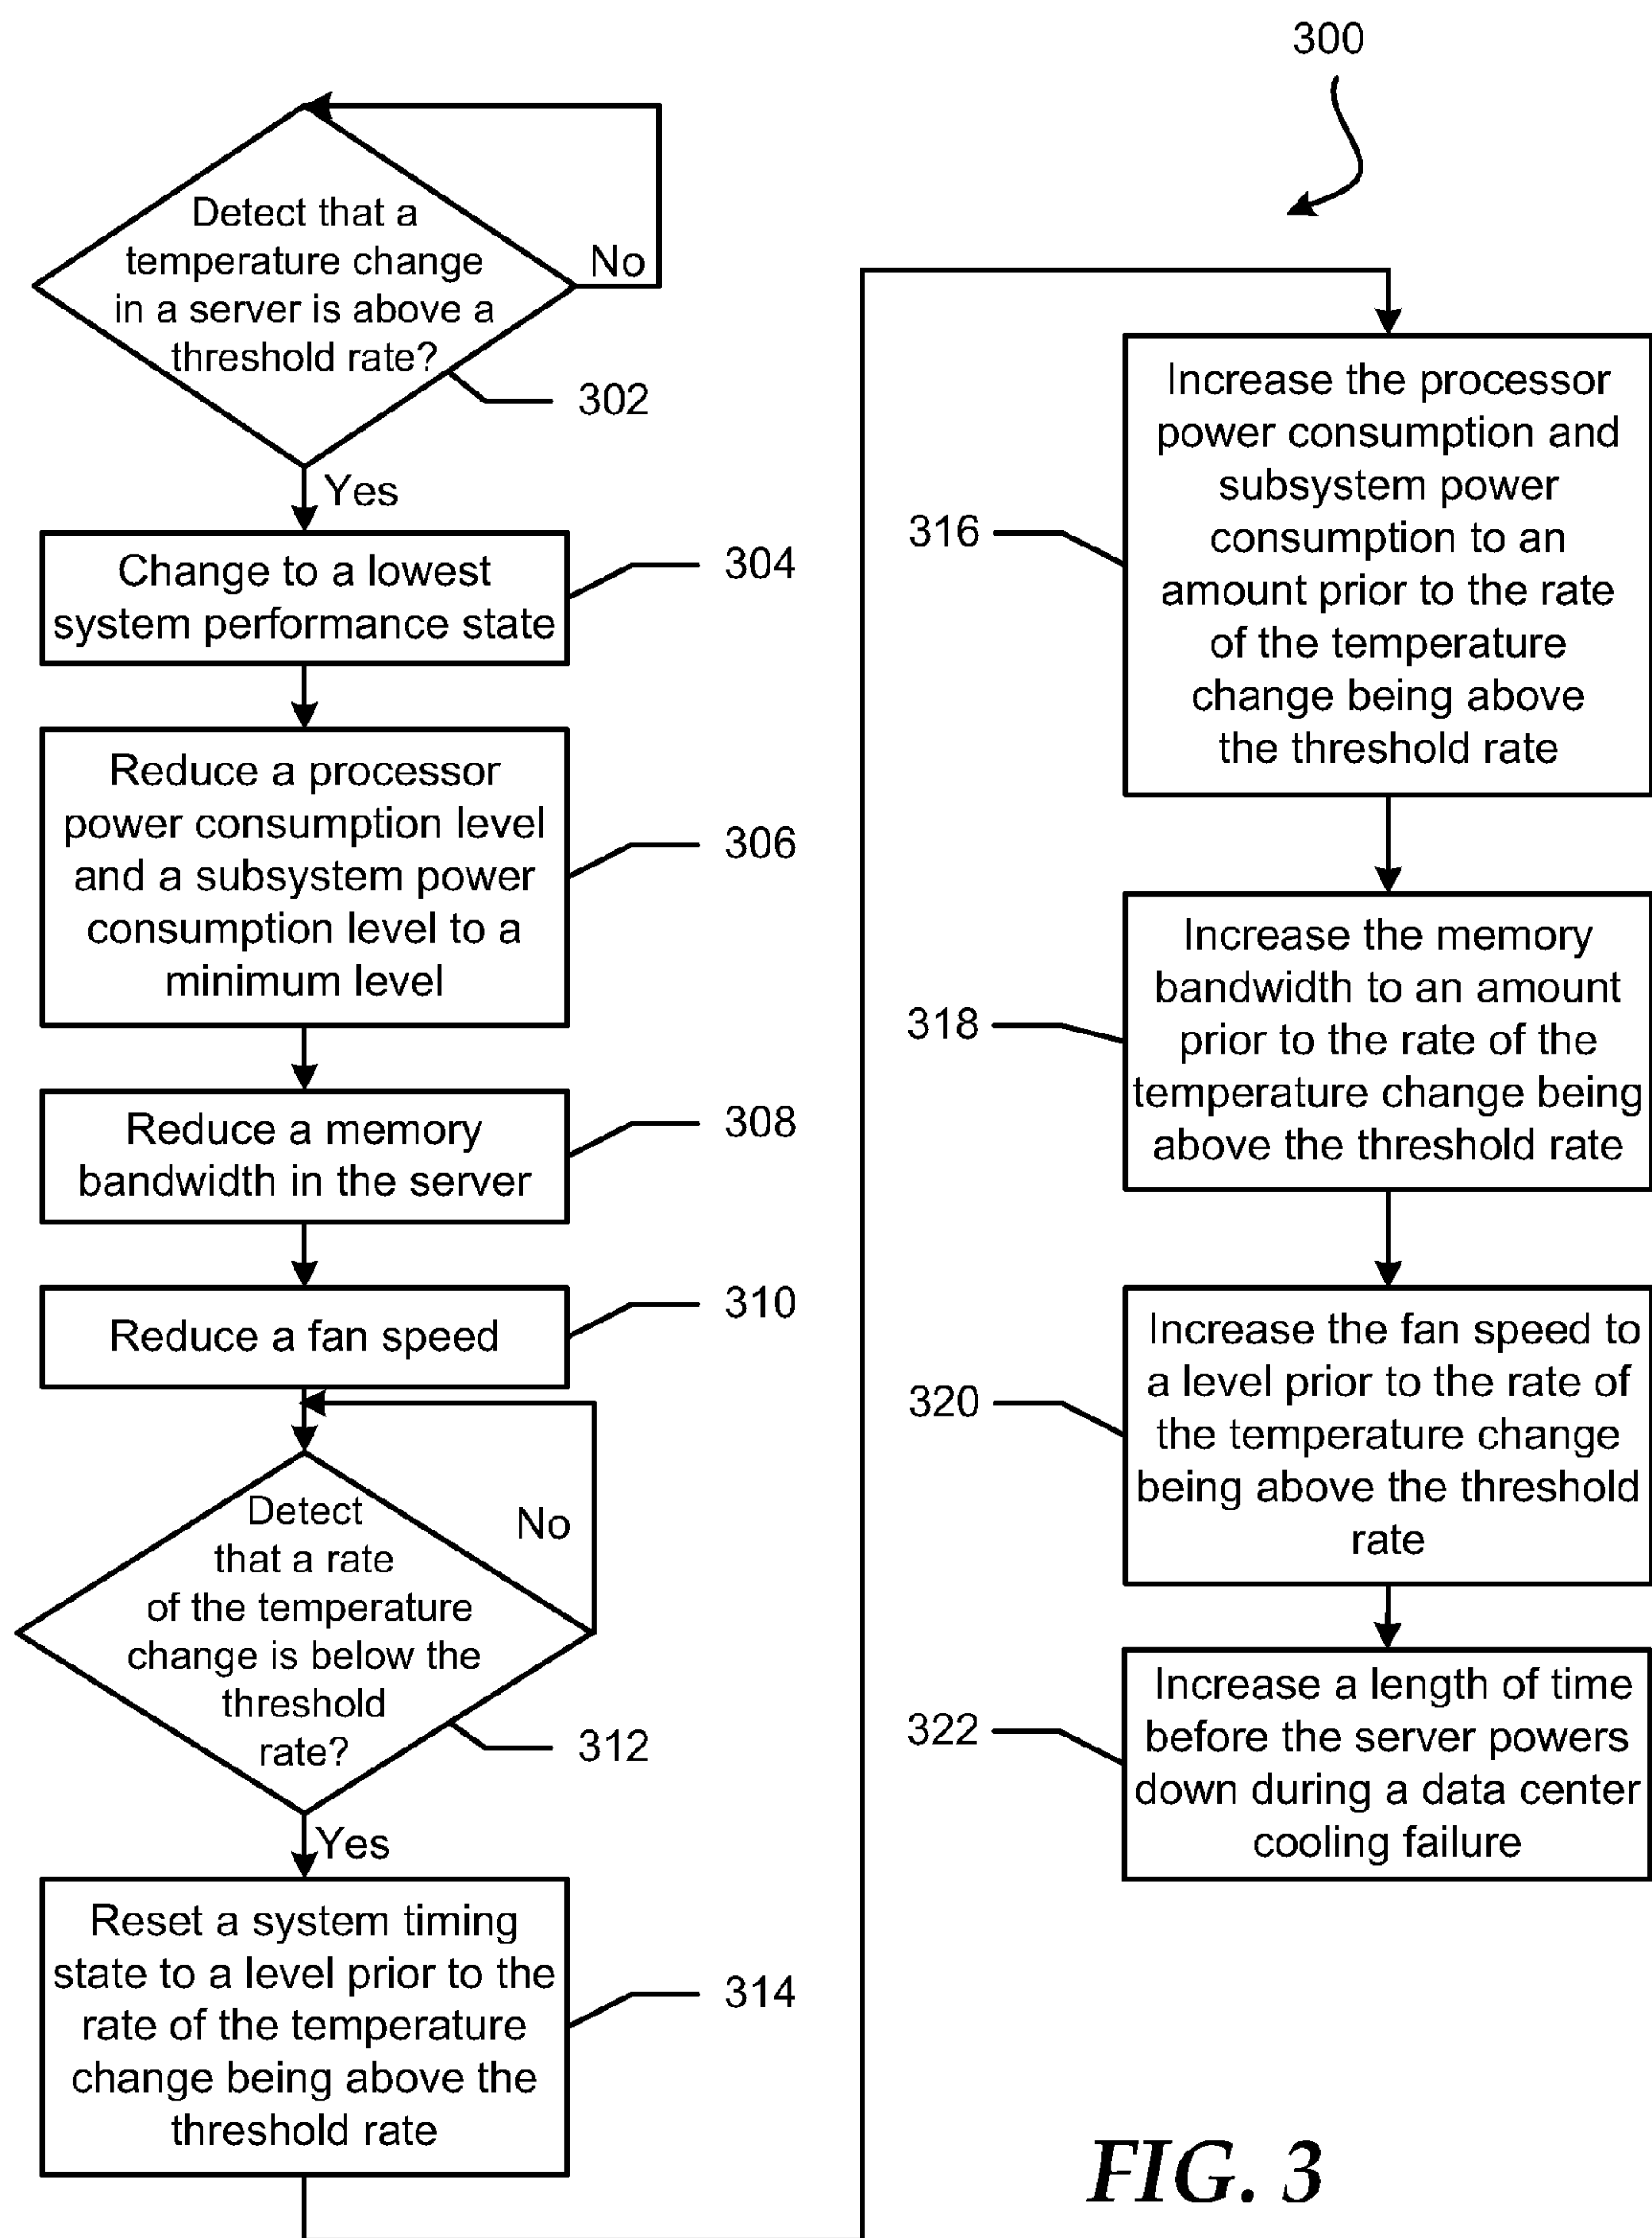 300
Detect that a
temperature change
in a server is above a
threshold rate?
No
302
Yes
Change to a lowest
system performance state
304
Reduce a processor
power consumption level
and a subsystem power
consumption level to a
minimum level
306
Reduce a memory
bandwidth in the server
308
Reduce a fan speed
310
Detect
that a rate
of the temperature
change is below the
threshold
rate?
No
312
Yes
Reset a system timing
state to a level prior to the
rate of the temperature
change being above the
threshold rate
314
Increase the processor
power consumption and
subsystem power
consumption to an
amount prior to the rate
of the temperature
change being above
the threshold rate
316
Increase the memory
bandwidth to an amount
prior to the rate of the
temperature change being
above the threshold rate
318
Increase the fan speed to
a level prior to the rate of
the temperature change
being above the threshold
rate
320
Increase a length of time
before the server powers
down during a data center
cooling failure
322
FIG. 3